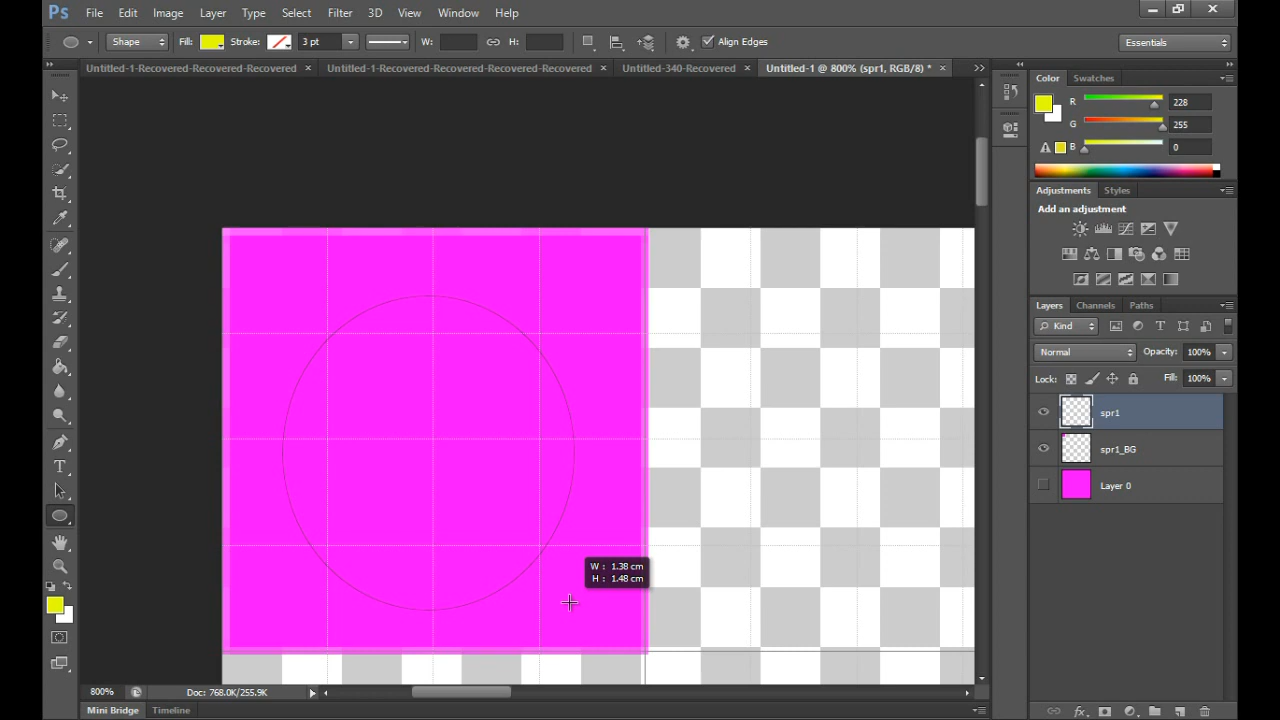 Ps File Edit Image Layer Type Select Filter 3D View Window Help
Shape Fill: Stroke: 3 pt W: H: Align Edges Essentials
Untitled-1-Recovered-Recovered-Recovered × Untitled-1-Recovered-Recovered-Recovered × Untitled-340-Recovered × Untitled-1 @ 800% (spr1, RGB/8) * ×
Color Swatches
R 228
G 255
B 0
Adjustments Styles
Add an adjustment
Layers Channels Paths
Kind
Normal Opacity: 100%
Lock: Fill: 100%
spr1
spr1_BG
Layer 0
W : 1.38 cm
H : 1.48 cm
800% Doc: 768.0K/255.9K
Mini Bridge Timeline